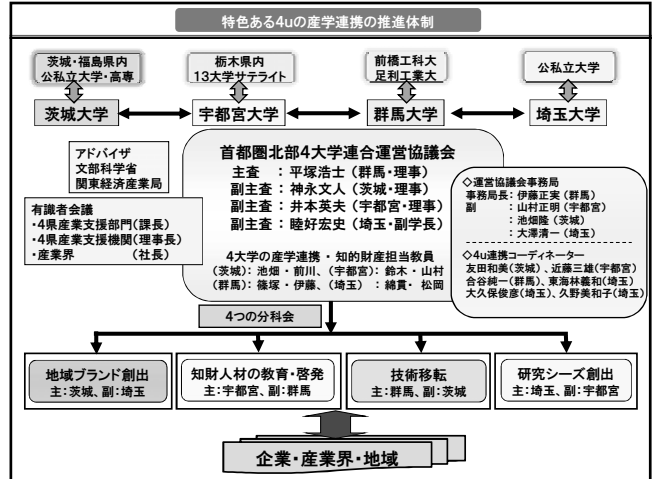 特色ある4uの産学連携の推進体制
茨城・福島県内
公私立大学・高専
栃木県内
13大学サテライト
前橋工科大
足利工業大
公私立大学
茨城大学
宇都宮大学
群馬大学
埼玉大学
アドバイザ
文部科学省
関東経済産業局
有識者会議
・4県産業支援部門(課長)
・4県産業支援機関(理事長)
・産業界 (社長)
首都圏北部4大学連合運営協議会
主査 :平塚浩士(群馬・理事)
副主査 :神永文人(茨城・理事)
副主査 :井本英夫(宇都宮・理事)
副主査 :睦好宏史(埼玉・副学長)
4大学の産学連携・知的財産担当教員
(茨城):池畑・前川、(宇都宮):鈴木・山村
(群馬):篠塚・伊藤、(埼玉) :綿貫・松岡
◇運営協議会事務局
事務局長:伊藤正実(群馬)
副 :山村正明(宇都宮)
:池畑隆(茨城)
:大澤清一(埼玉)
◇4u連携コーディネーター
友田和美(茨城)、近藤三雄(宇都宮)
合谷純一(群馬)、東海林義和(埼玉)
大久保俊彦(埼玉)、久野美和子(埼玉)
4つの分科会
地域ブランド創出
主:茨城、副:埼玉
知財人材の教育・啓発
主:宇都宮、副:群馬
技術移転
主:群馬、副:茨城
研究シーズ創出
主:埼玉、副:宇都宮
企業・産業界・地域